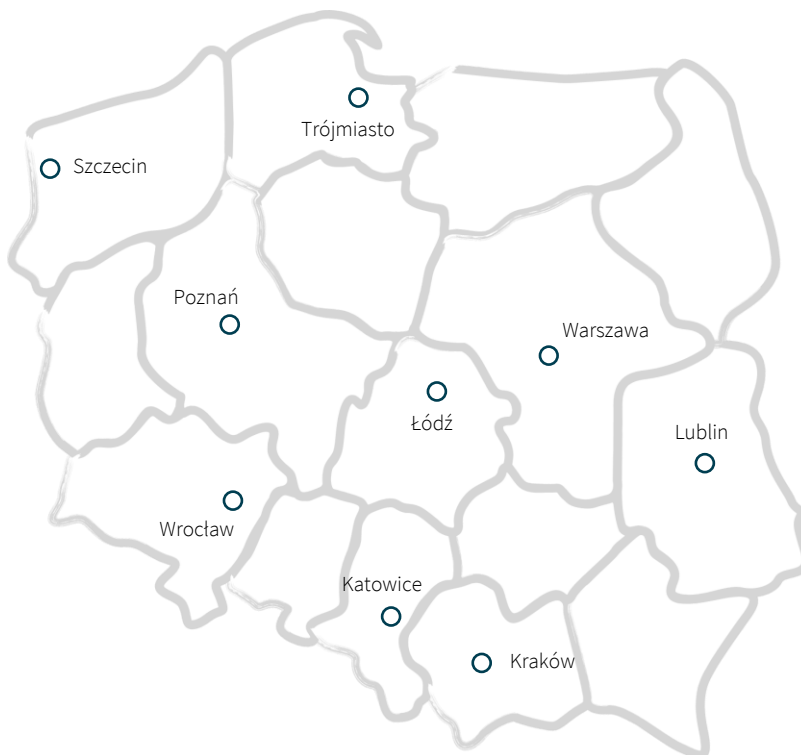 Trójmiasto
Szczecin
Poznań
Warszawa
Łódź
Lublin
Wrocław
Katowice
Kraków